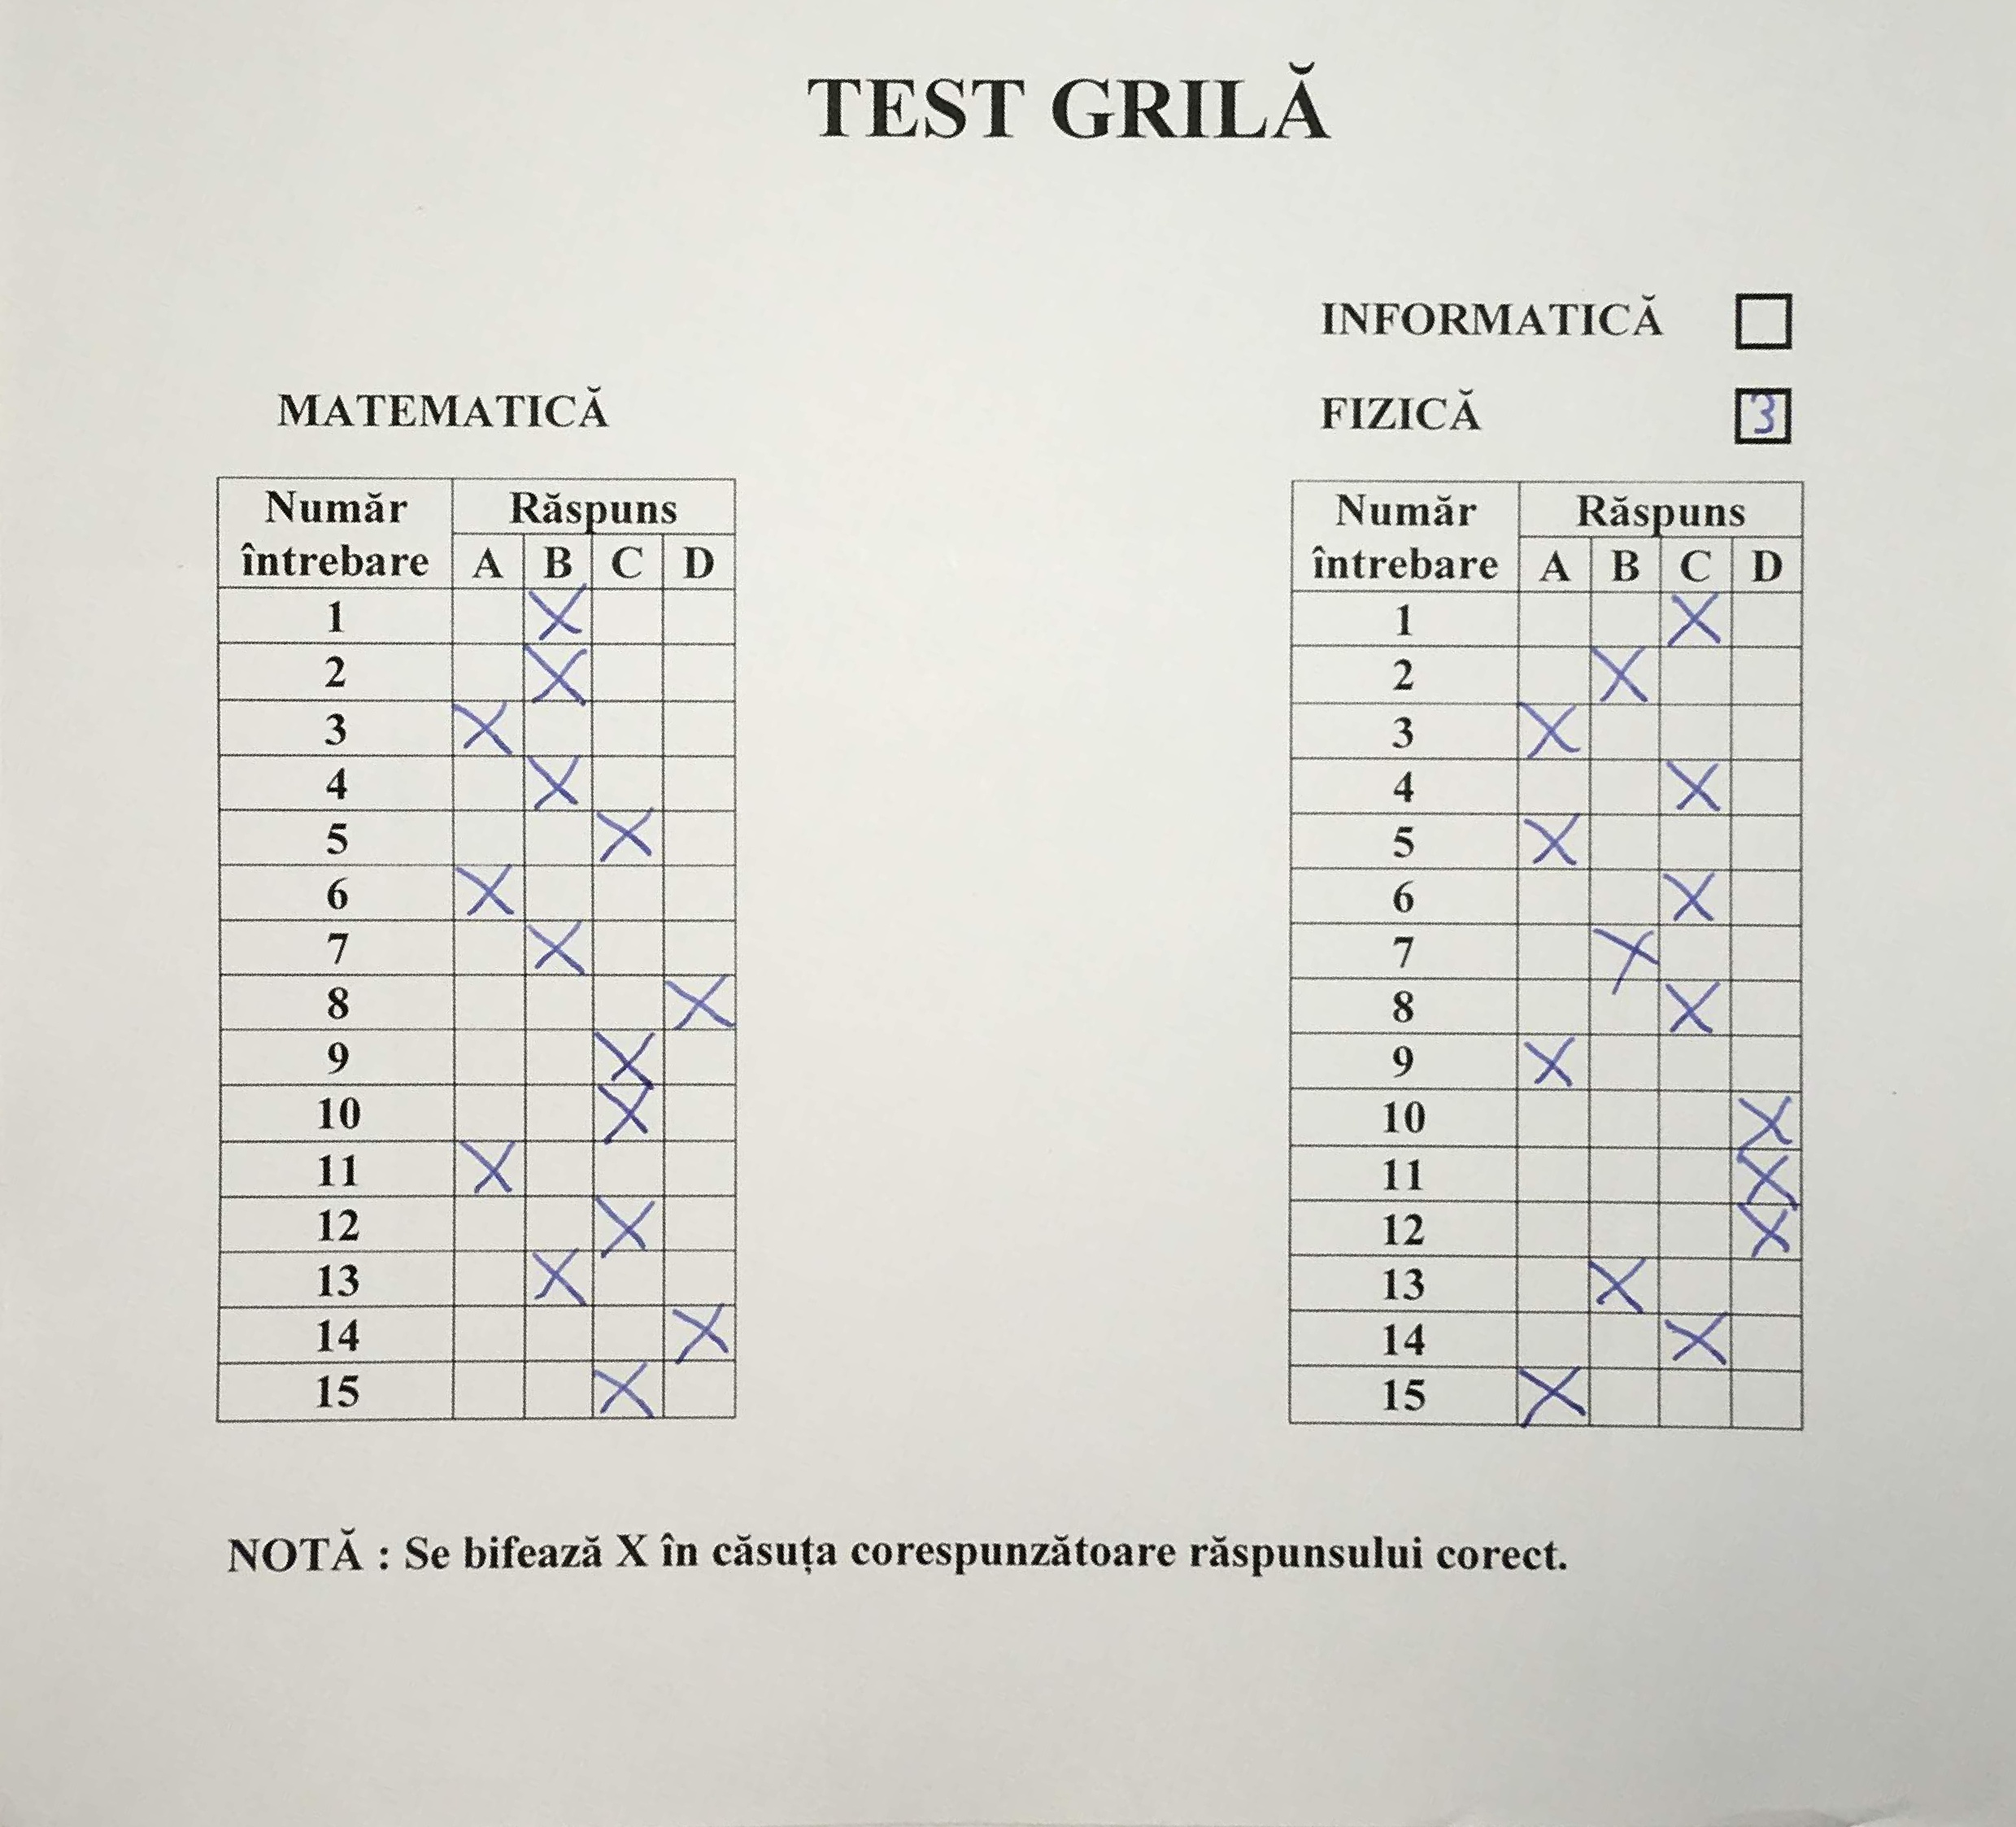 TEST GRILĂ
INFORMATICĂ
MATEMATICĂ
FIZICĂ 3
Număr Răspuns
întrebare A B C D
1 X
2 X
3 X
4 X
5 X
6 X
7 X
8 X
9 X
10 X
11 X
12 X
13 X
14 X
15 X
Număr Răspuns
întrebare A B C D
1 X
2 X
3 X
4 X
5 X
6 X
7 X
8 X
9 X
10 X
11 X
12 X
13 X
14 X
15 X
NOTĂ : Se bifează X în căsuța corespunzătoare răspunsului corect.